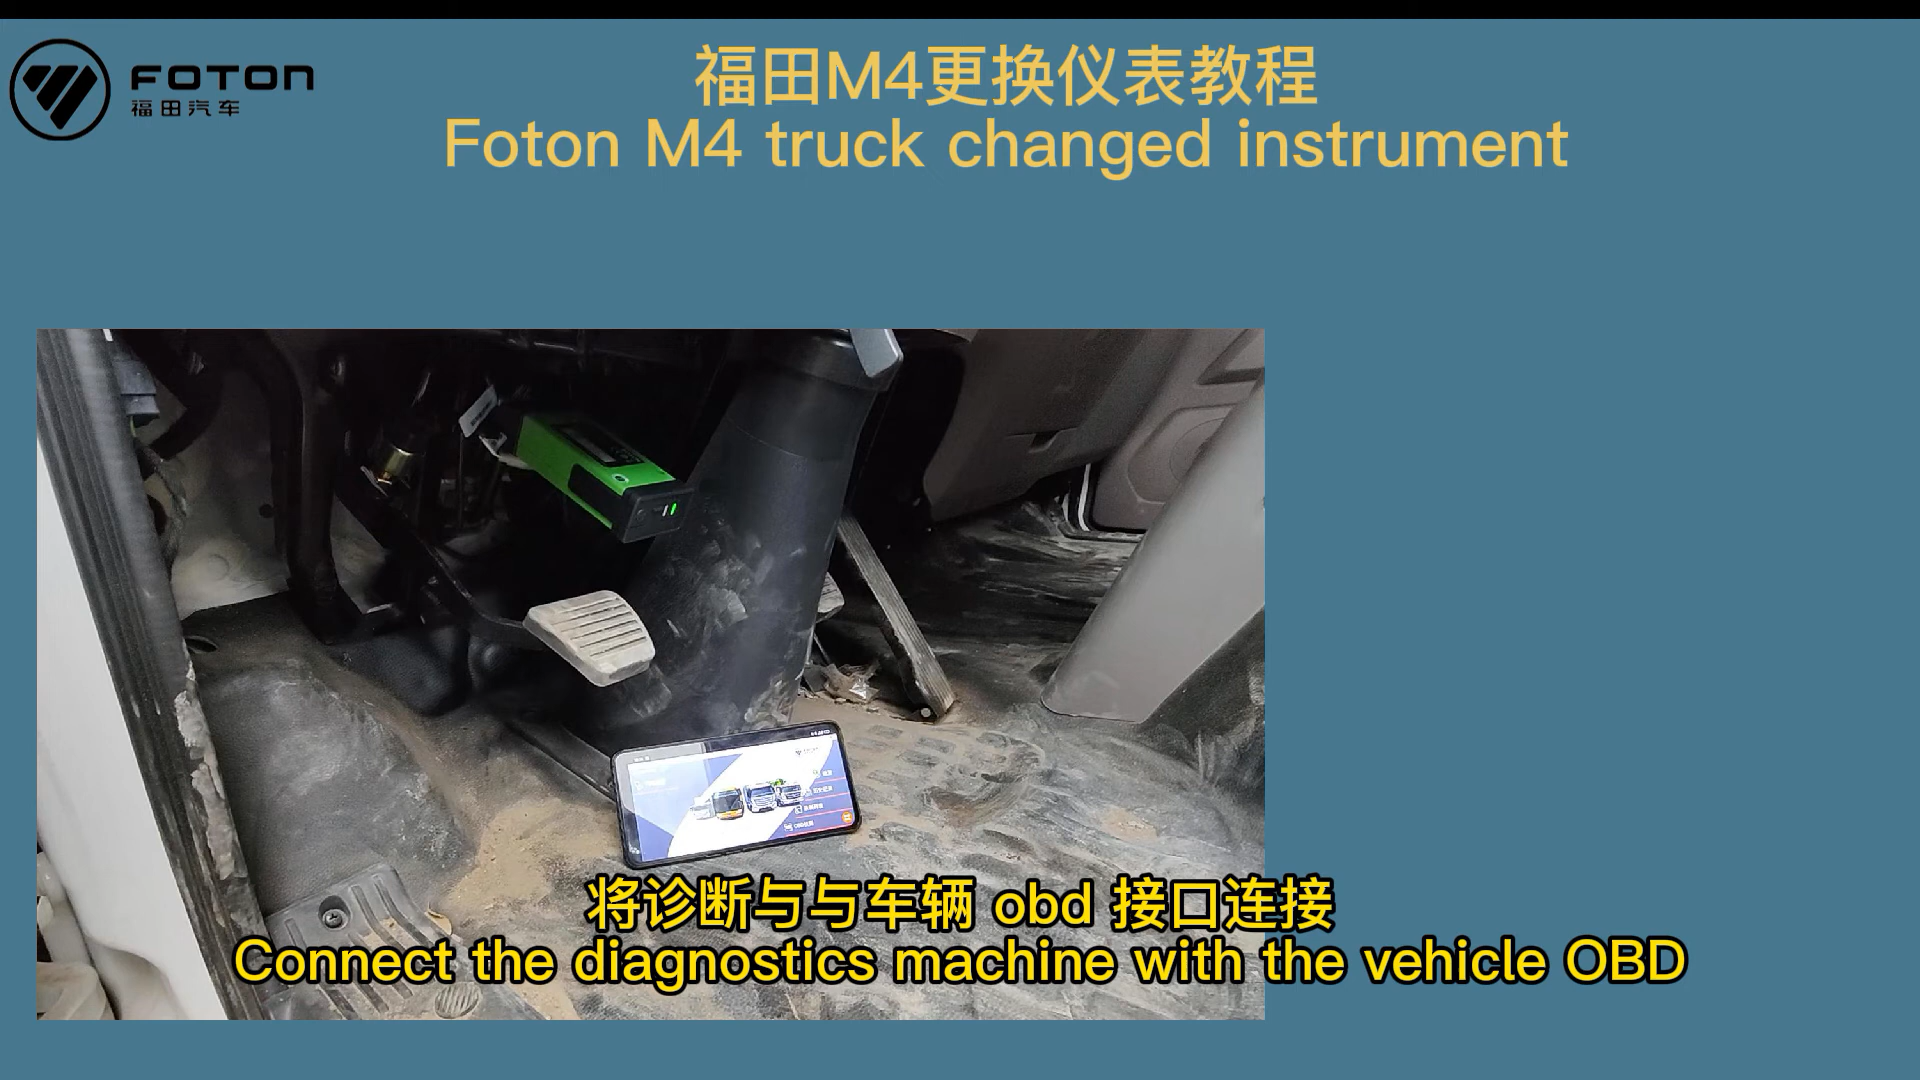 FOTON
福田汽车
福田M4更换仪表教程
Foton M4 truck changed instrument
将诊断与与车辆 obd 接口连接
Connect the diagnostics machine with the vehicle OBD